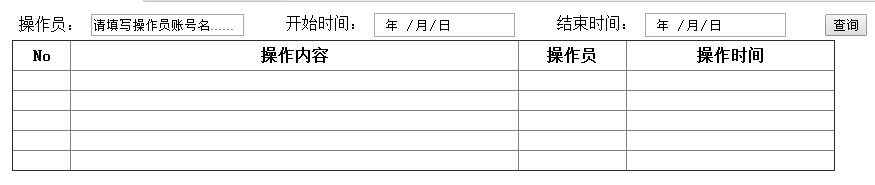 操作员： 请填写操作员账号名...... 开始时间： 年 /月/日 结束时间： 年 /月/日 查询
No 操作内容 操作员 操作时间